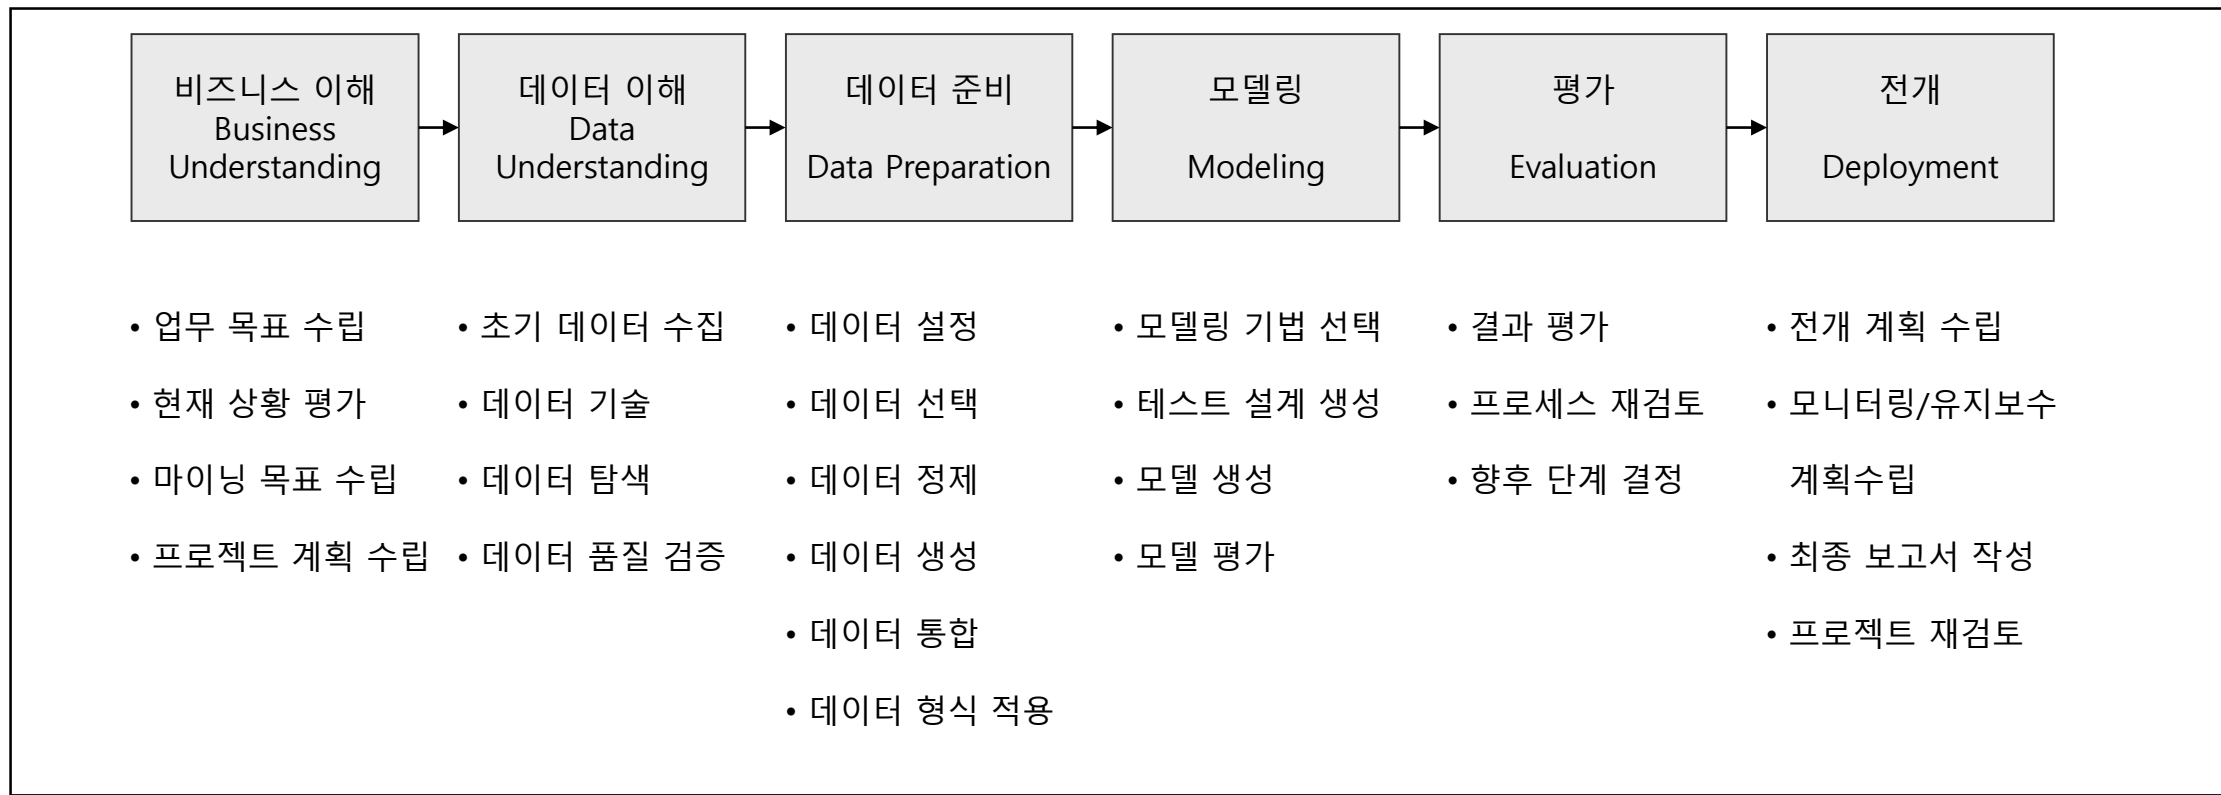 비즈니스 이해
Business
Understanding
데이터 이해
Data
Understanding
데이터 준비
Data Preparation
모델링
Modeling
평가
Evaluation
전개
Deployment
• 업무 목표 수립
• 현재 상황 평가
• 마이닝 목표 수립
• 프로젝트 계획 수립
• 초기 데이터 수집
• 데이터 기술
• 데이터 탐색
• 데이터 품질 검증
• 데이터 설정
• 데이터 선택
• 데이터 정제
• 데이터 생성
• 데이터 통합
• 데이터 형식 적용
• 모델링 기법 선택
• 테스트 설계 생성
• 모델 생성
• 모델 평가
• 결과 평가
• 프로세스 재검토
• 향후 단계 결정
• 전개 계획 수립
• 모니터링/유지보수
계획수립
• 최종 보고서 작성
• 프로젝트 재검토